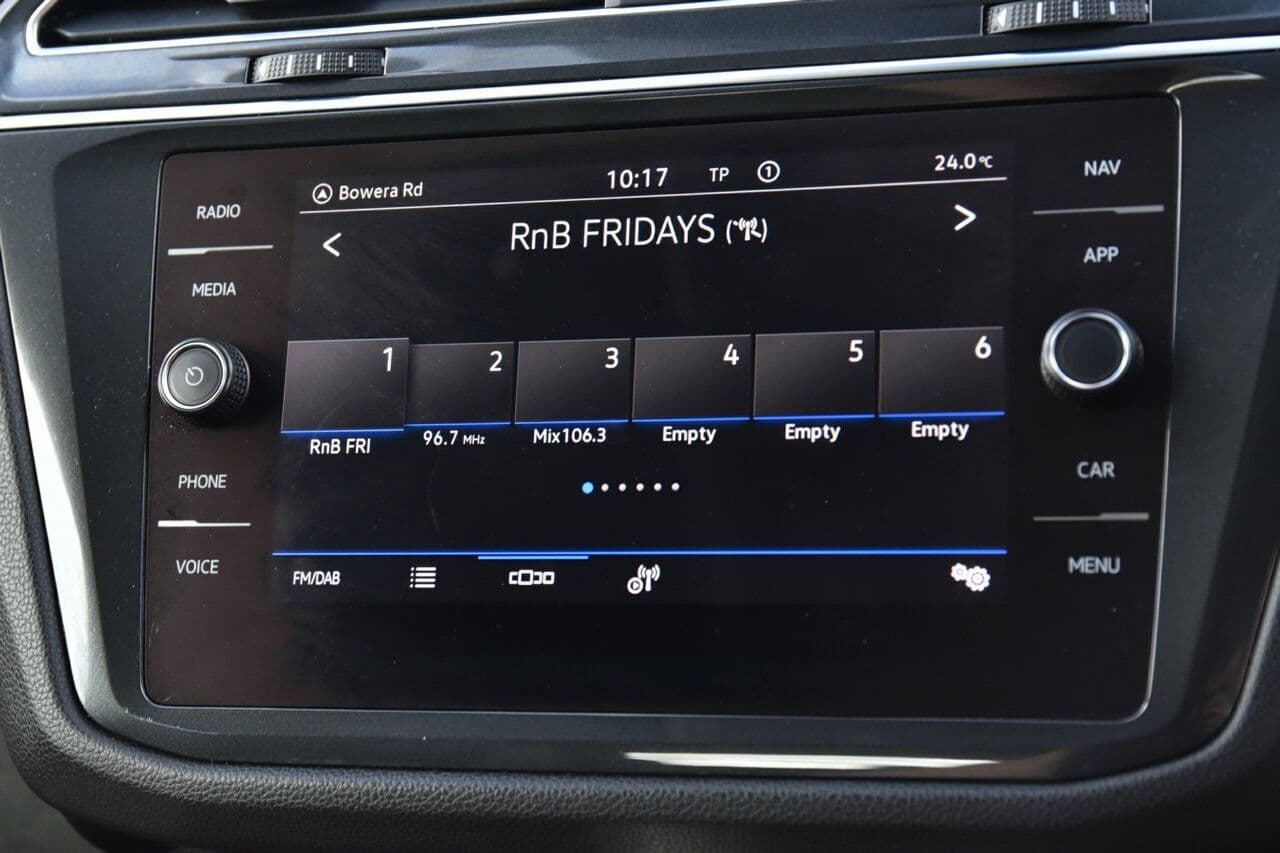 Bowera Rd 10:17 TP 1 24.0°C
RnB FRIDAYS
< >
RADIO
MEDIA
PHONE
VOICE
1 2 3 4 5 6
RnB FRI 96.7 MHz Mix106.3 Empty Empty Empty
FM/DAB
NAV
APP
CAR
MENU